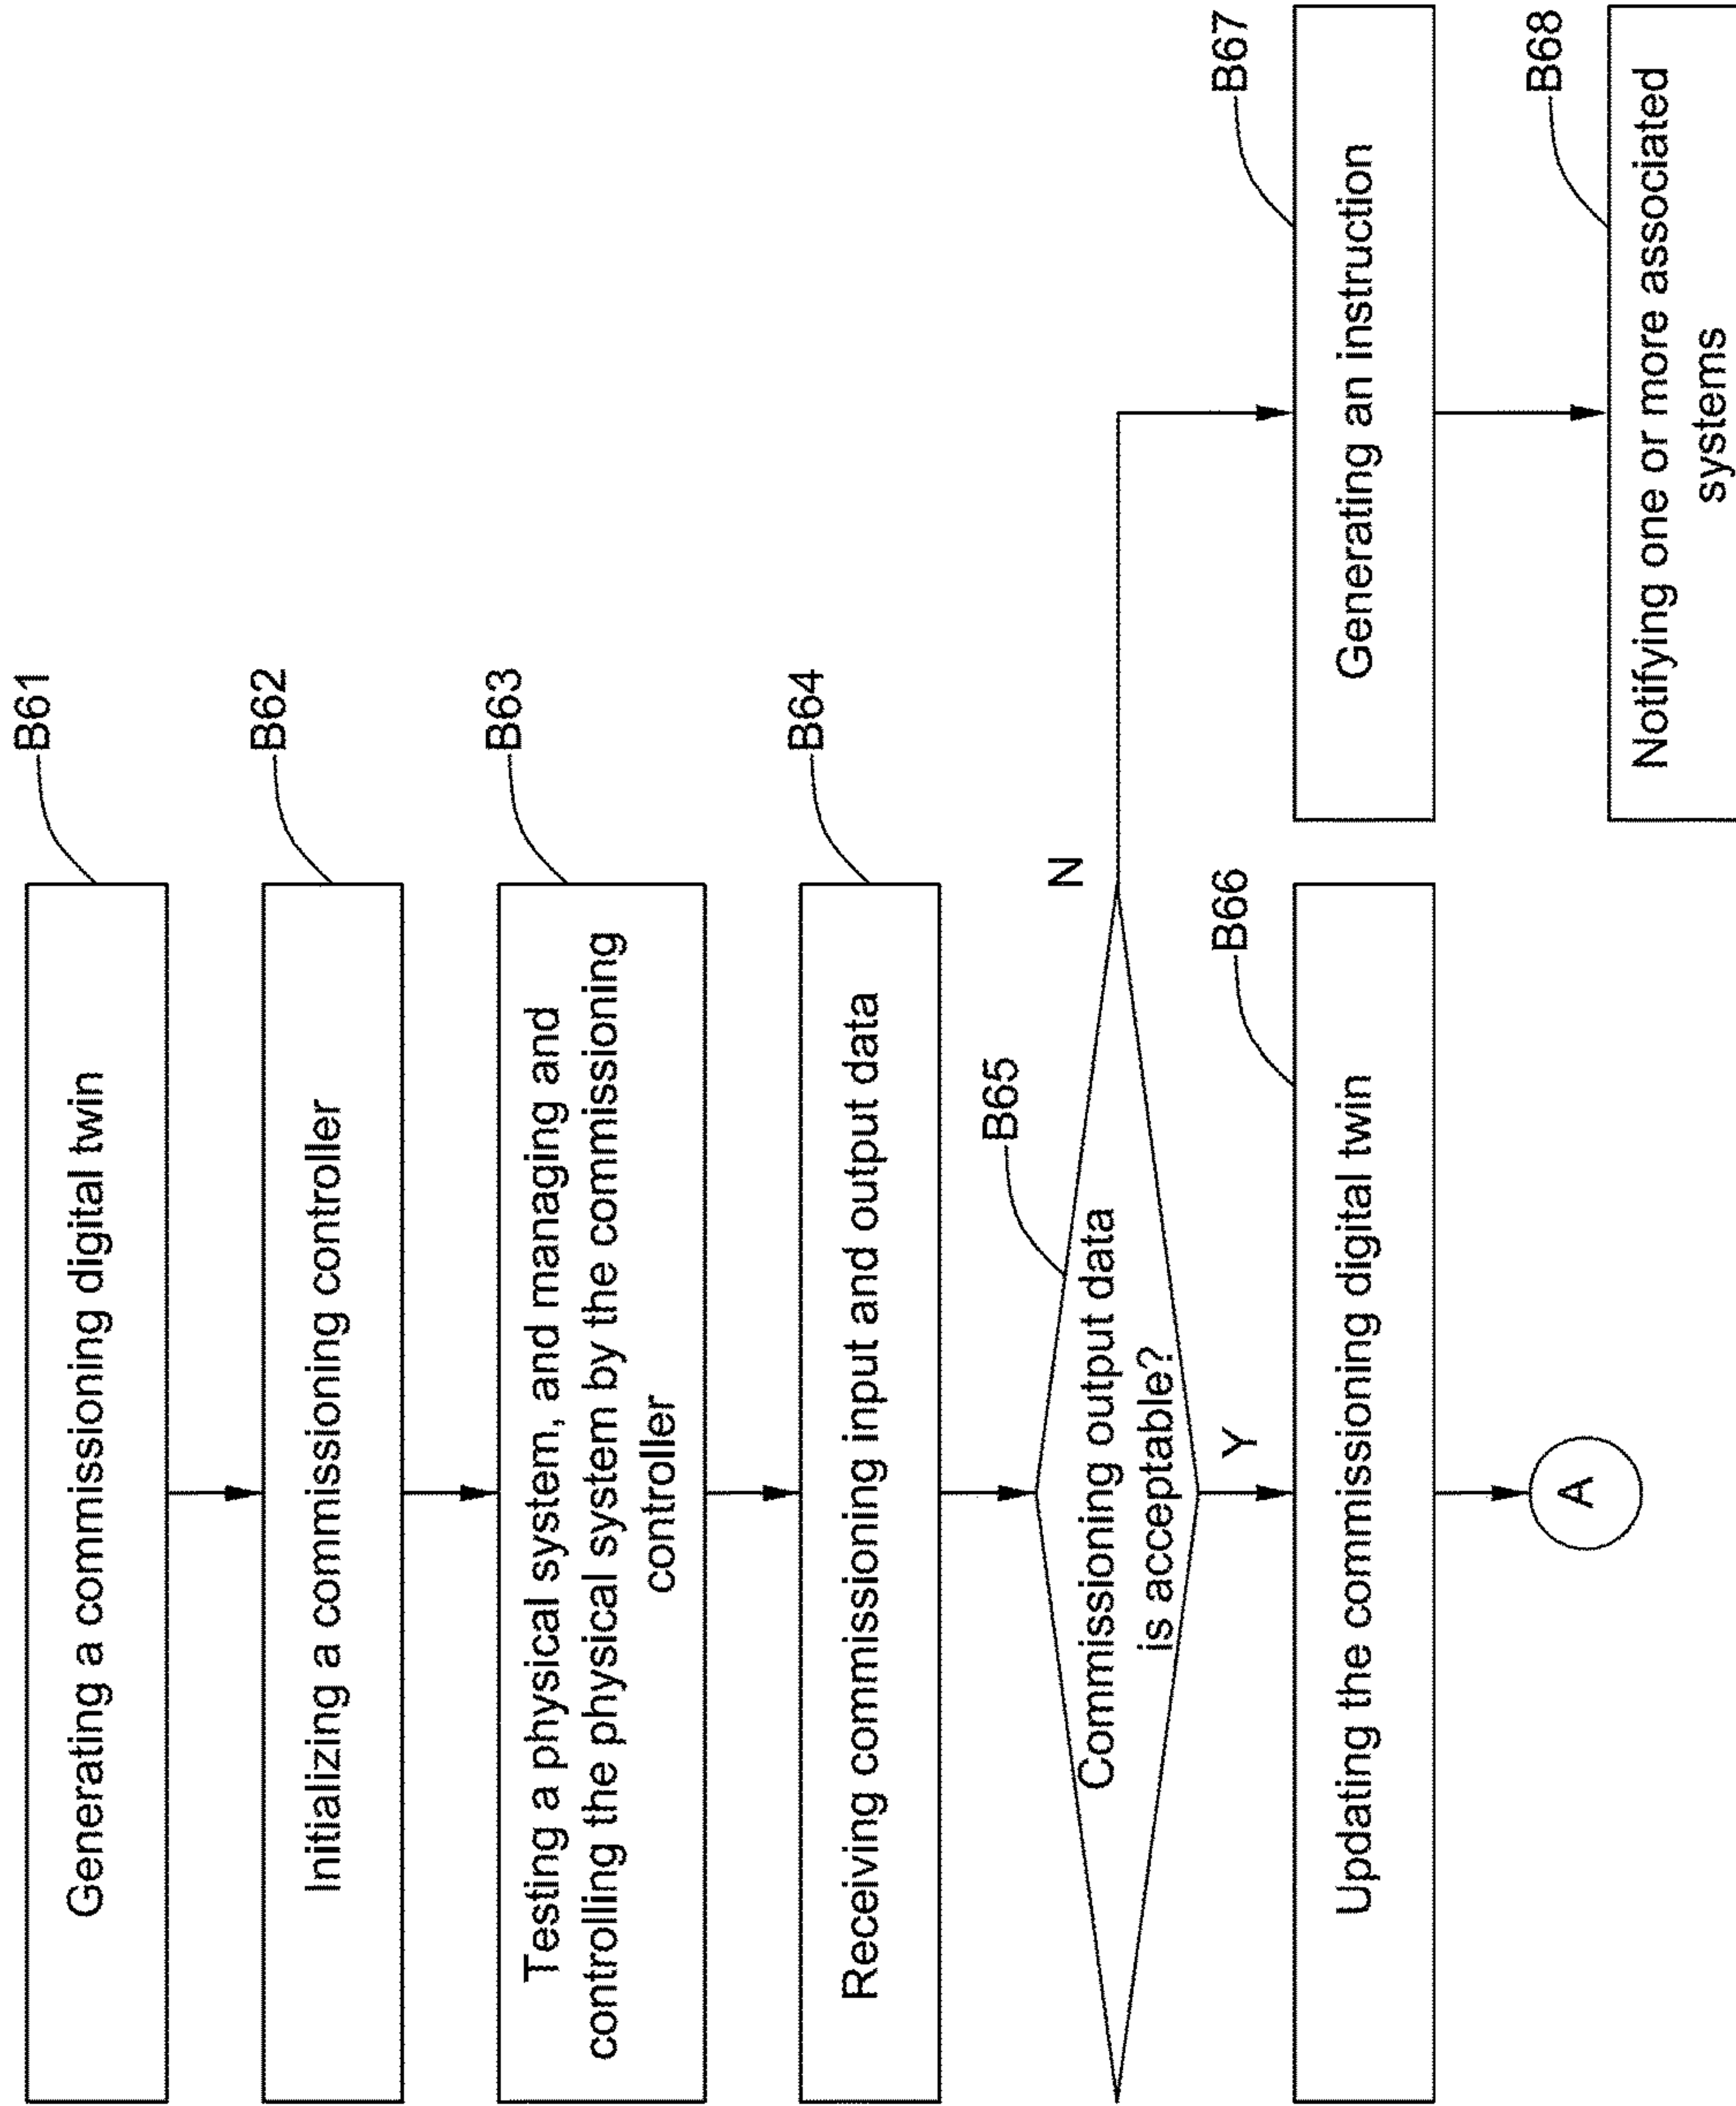 B61
Generating a commissioning digital twin
B62
Initializing a commissioning controller
B63
Testing a physical system, and managing and
controlling the physical system by the commissioning
controller
B64
Receiving commissioning input and output data
B65
Commissioning output data
is acceptable?
N
Y
B66
Updating the commissioning digital twin
A
B67
Generating an instruction
B68
Notifying one or more associated
systems